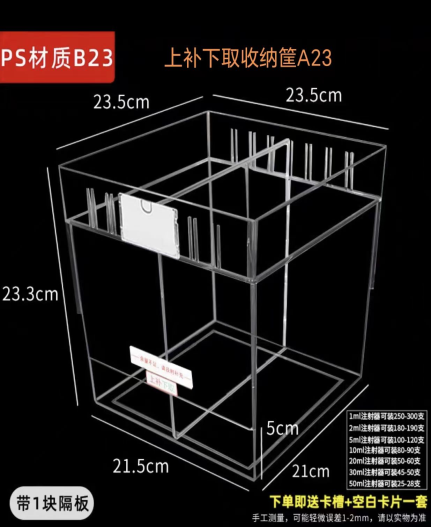 PS材质B23
上补下取收纳筐A23
23.5cm
23.5cm
23.3cm
上补下取
5cm
21.5cm
21cm
1ml注射器可装250-300支
2ml注射器可装180-190支
5ml注射器可装100-120支
10ml注射器可装80-90支
20ml注射器可装50-60支
30ml注射器可装45-50支
50ml注射器可装25-28支
带1块隔板
下单即送卡槽+空白卡片一套
手工测量，可能轻微误差1-2mm，请以实物为准